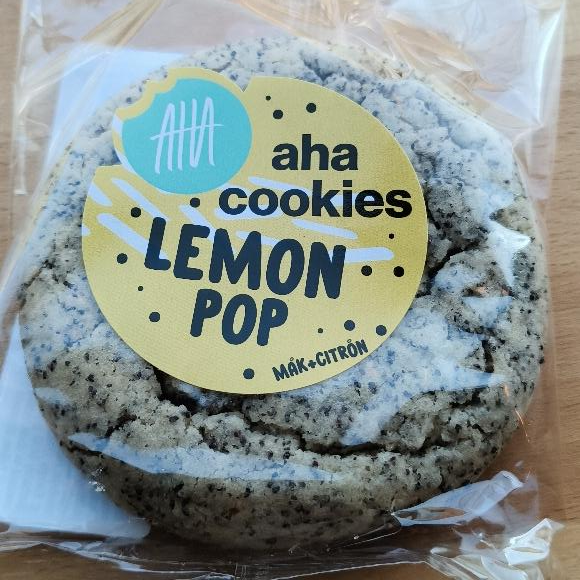 AHA
aha
cookies
LEMON
POP
MÁK+CITRÓN